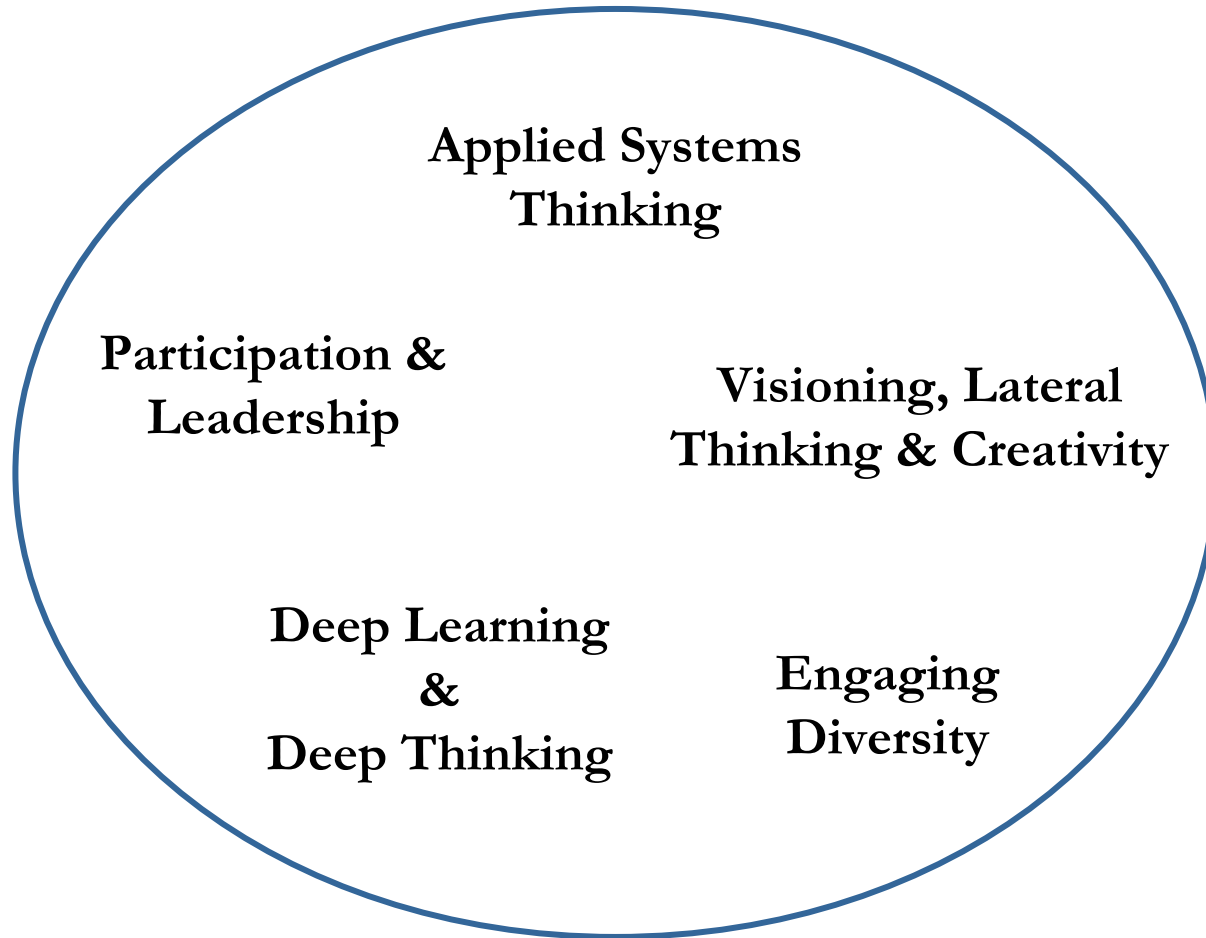 Applied Systems
Thinking
Participation &
Leadership
Visioning, Lateral
Thinking & Creativity
Deep Learning
&
Deep Thinking
Engaging
Diversity